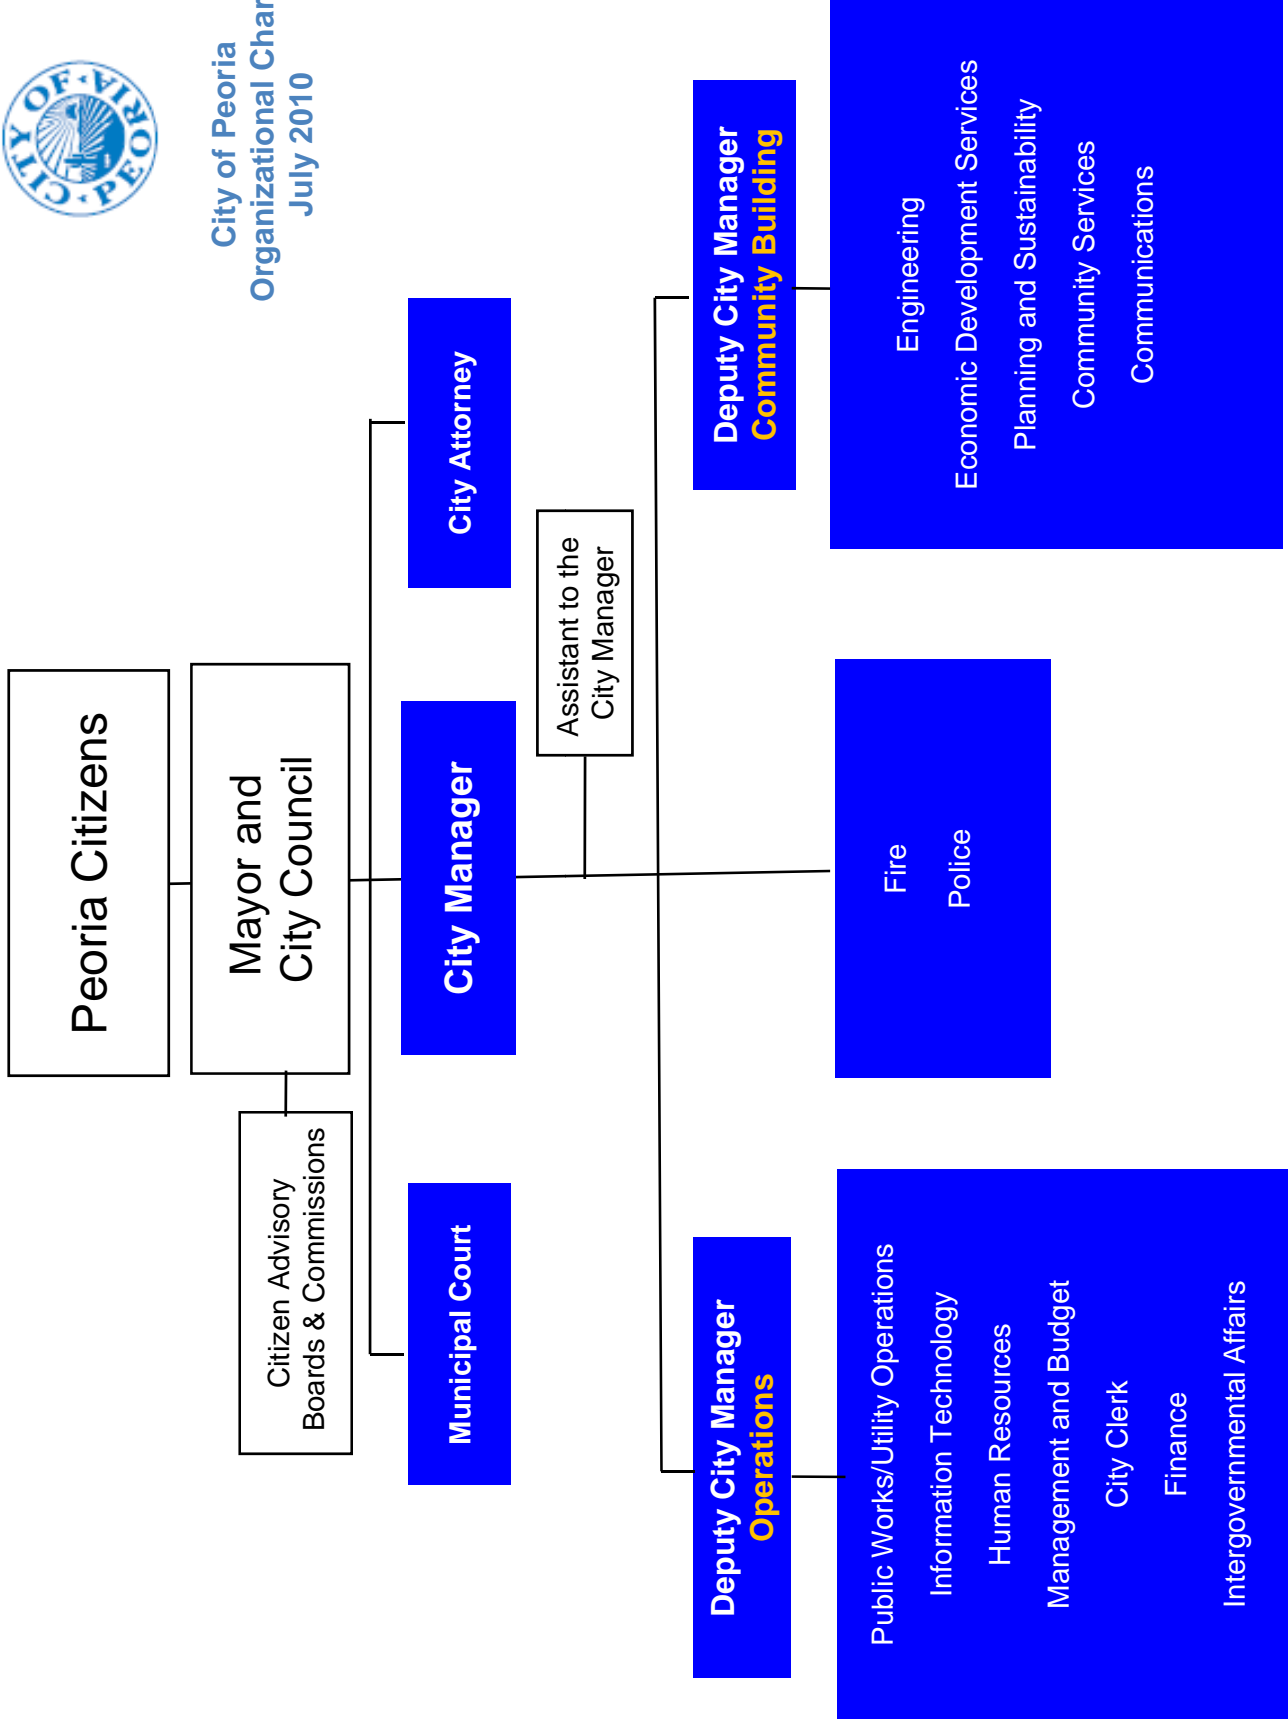 CITY OF PEORIA
City of Peoria
Organizational Char
July 2010
Peoria Citizens
Mayor and
City Council
Citizen Advisory
Boards & Commissions
Municipal Court
City Manager
City Attorney
Assistant to the
City Manager
Deputy City Manager
Operations
Deputy City Manager
Community Building
Public Works/Utility Operations
Information Technology
Human Resources
Management and Budget
City Clerk
Finance
Intergovernmental Affairs
Fire
Police
Engineering
Economic Development Services
Planning and Sustainability
Community Services
Communications